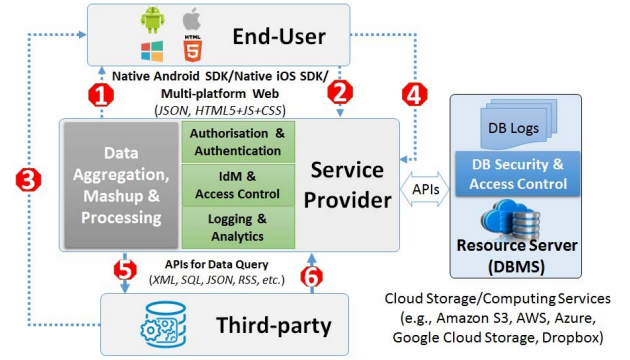 HTML
5
End-User
Native Android SDK/Native iOS SDK/
Multi-platform Web
(JSON, HTML5+JS+CSS)
1
2
4
3
Data
Aggregation,
Mashup &
Processing
Authorisation &
Authentication
IdM &
Access Control
Logging &
Analytics
Service
Provider
APIs
DB Logs
DB Security &
Access Control
Resource Server
(DBMS)
5
APIs for Data Query
(XML, SQL, JSON, RSS, etc.)
6
Third-party
Cloud Storage/Computing Services
(e.g., Amazon S3, AWS, Azure,
Google Cloud Storage, Dropbox)